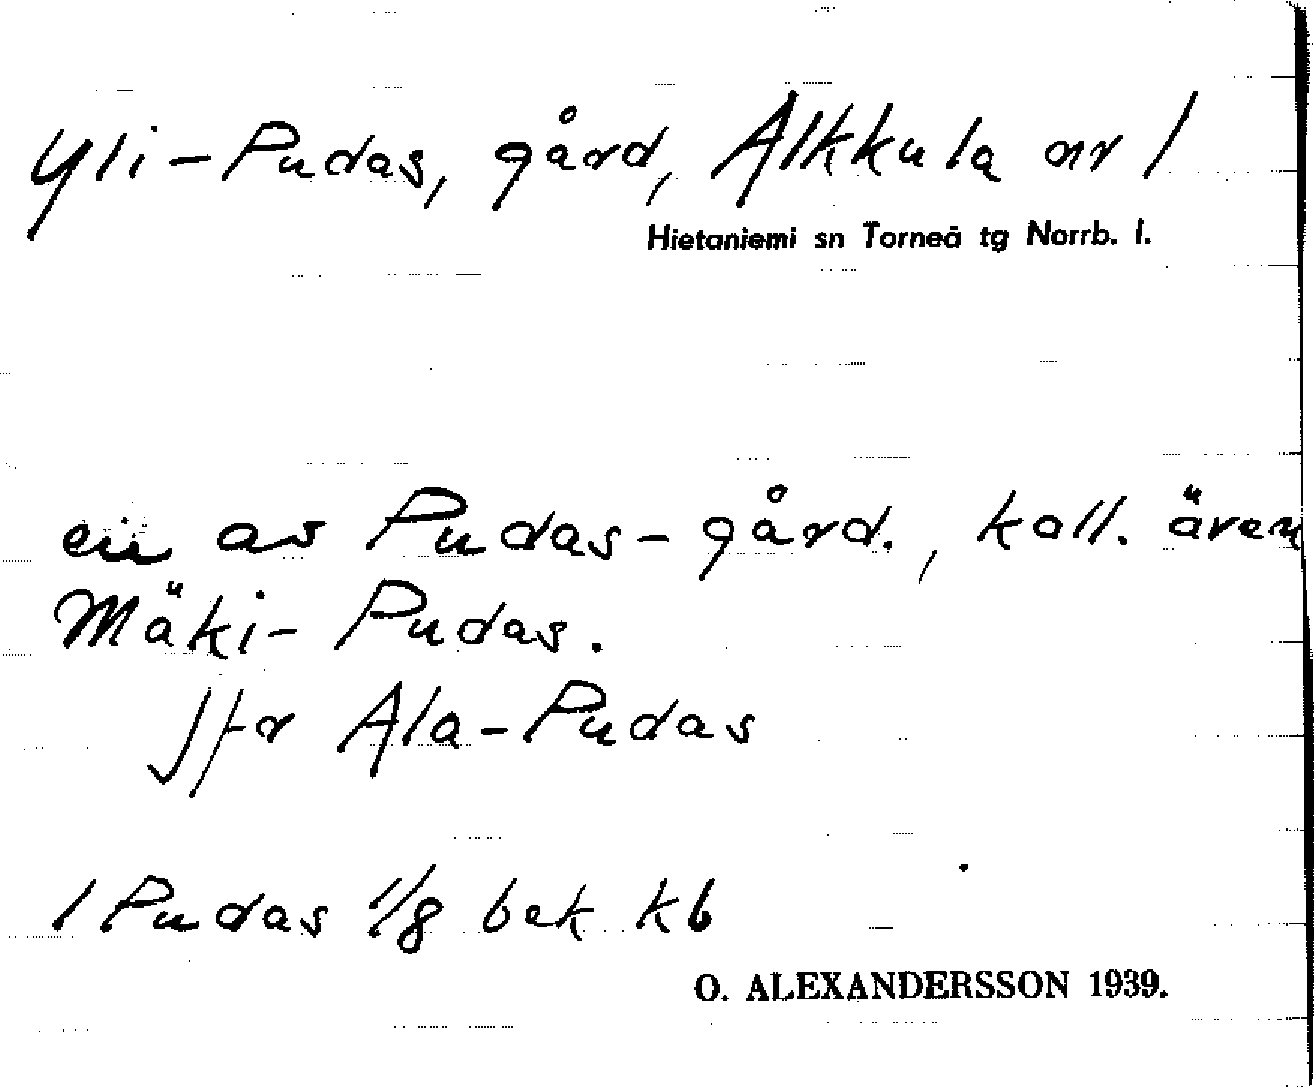 Yli-Pudas, gård, Alkkula nr 1
Hietaniemi sn Torneå tg Norrb. l.
en av Pudas-gård., kall. även
Mäki-Pudas.
Jfr Ala-Pudas
1 Pudas 1/8 bek kb
O. ALEXANDERSSON 1939.